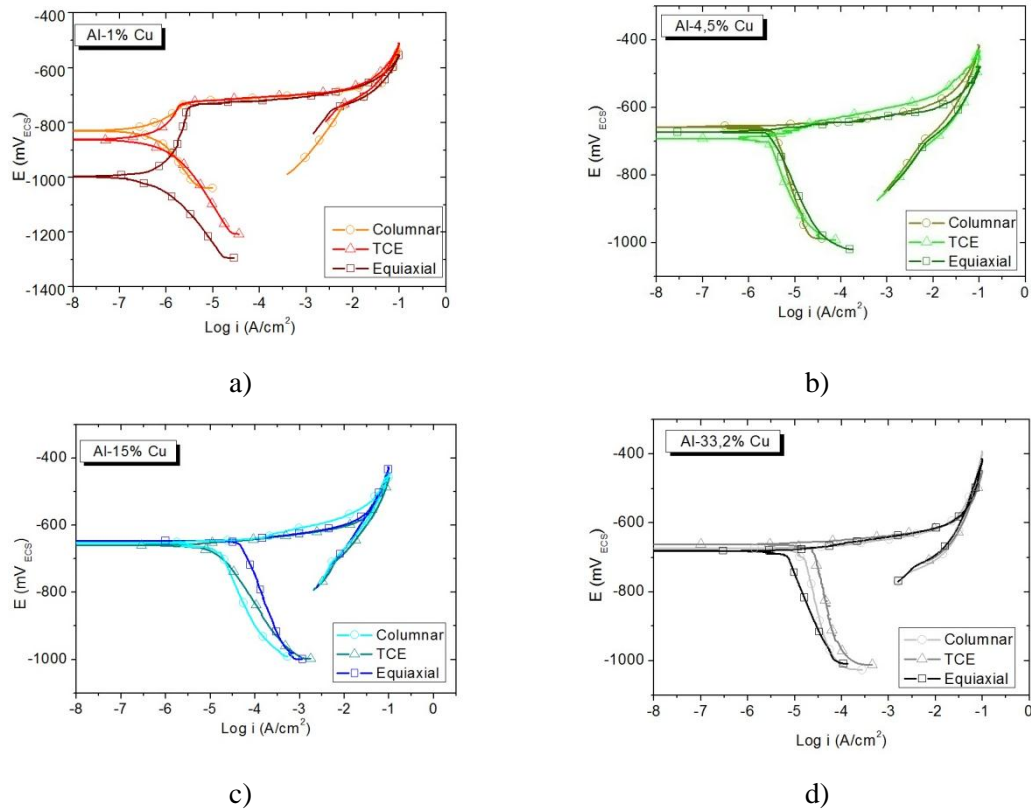 Al-1% Cu
-400
-600
-800
-1000
-1200
-1400
E (mV_ECS)
-8 -7 -6 -5 -4 -3 -2 -1 0
Log i (A/cm²)
Columnar
TCE
Equiaxial
a)
Al-4,5% Cu
-400
-600
-800
-1000
E (mV_ECS)
-8 -7 -6 -5 -4 -3 -2 -1 0
Log i (A/cm²)
Columnar
TCE
Equiaxial
b)
Al-15% Cu
-400
-600
-800
-1000
E (mV_ECS)
-8 -7 -6 -5 -4 -3 -2 -1 0
Log i (A/cm²)
Columnar
TCE
Equiaxial
c)
Al-33,2% Cu
-400
-600
-800
-1000
E (mV_ECS)
-8 -7 -6 -5 -4 -3 -2 -1 0
Log i (A/cm²)
Columnar
TCE
Equiaxial
d)